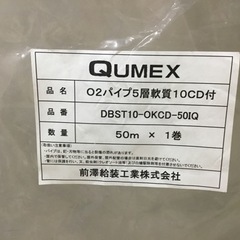 QUMEX
品名 O2パイプ5層軟質10CD付
品番 DBST10-OKCD-50IQ
数量 50m × 1巻
前澤給装工業株式会社